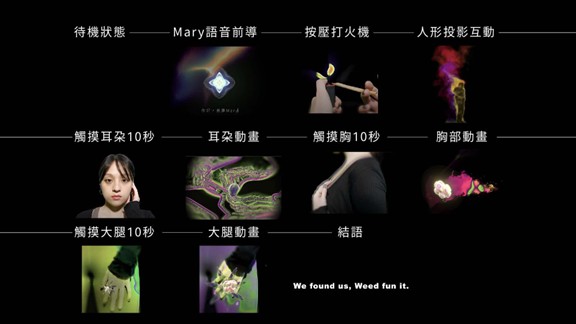 待機狀態
Mary語音前導
按壓打火機
人形投影互動
觸摸耳朵10秒
耳朵動畫
觸摸胸10秒
胸部動畫
觸摸大腿10秒
大腿動畫
結語
We found us, Weed fun it.